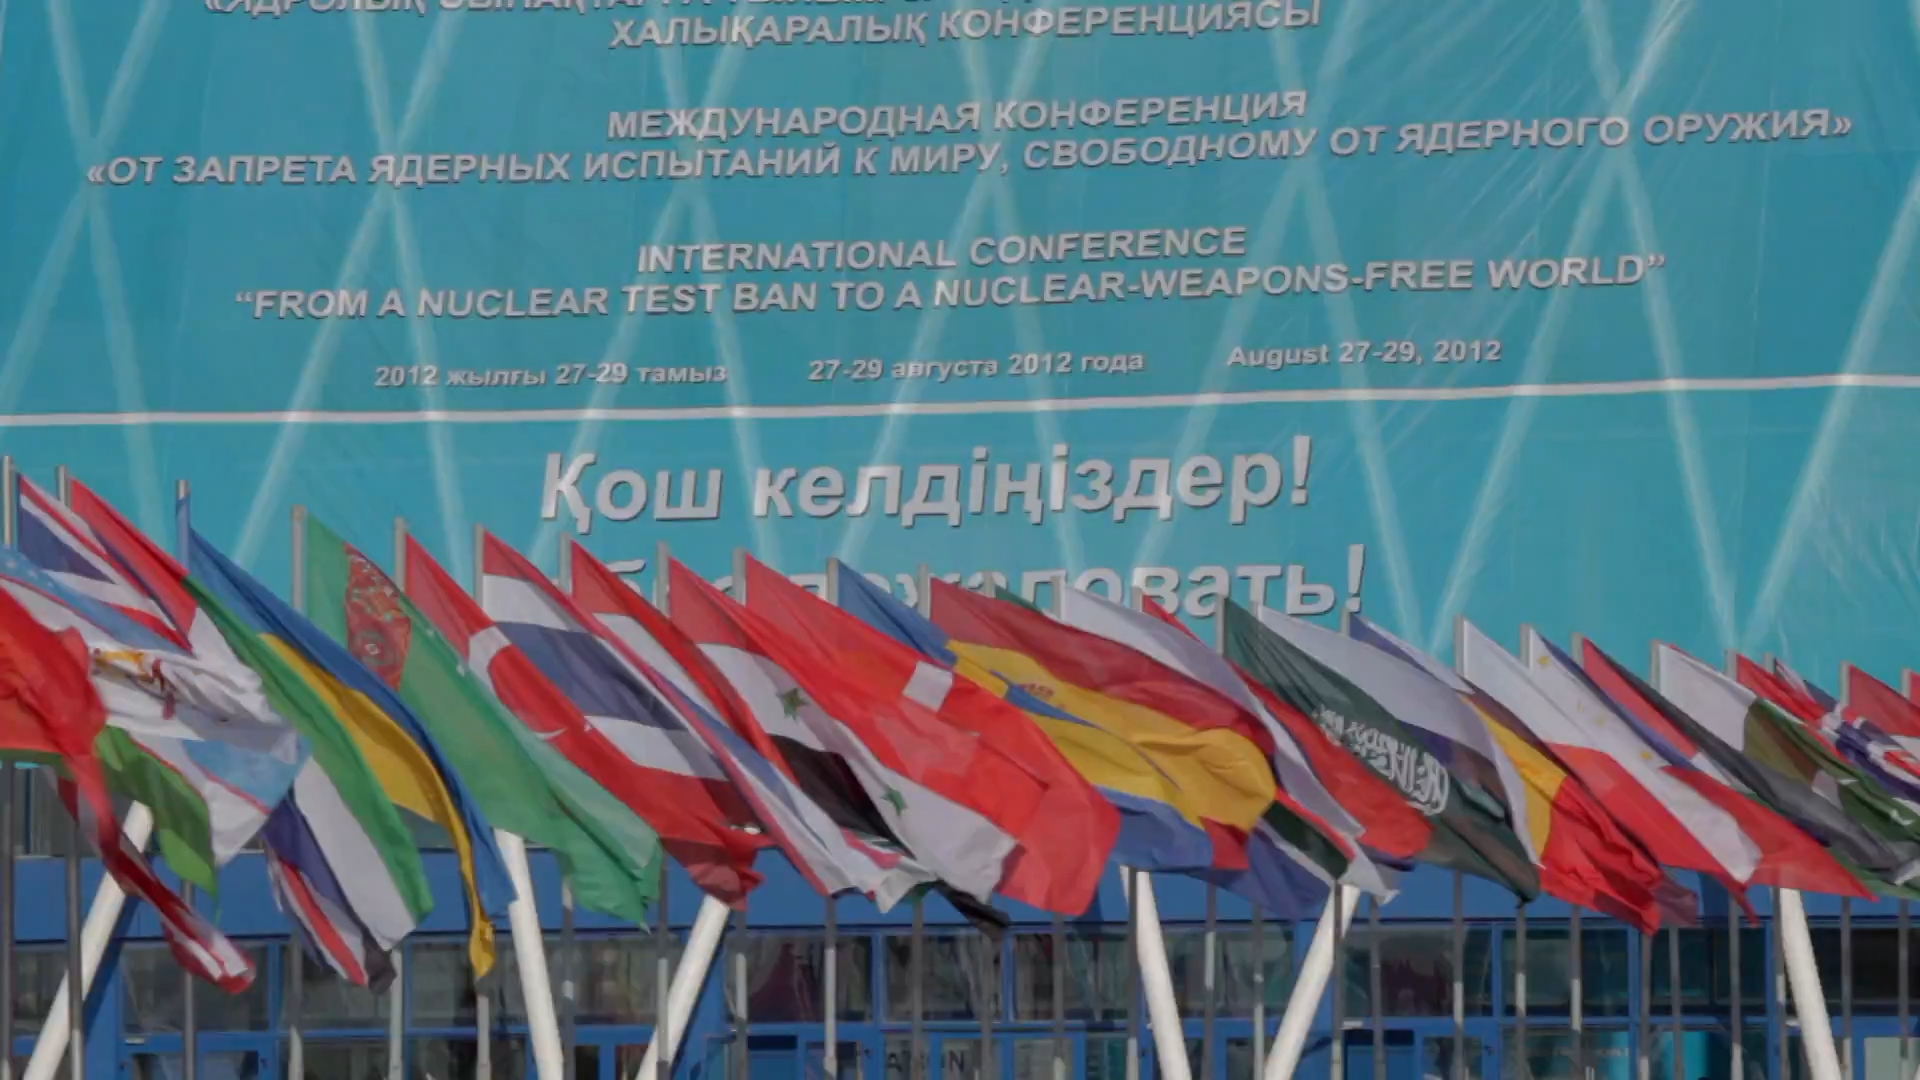 ХАЛЫҚАРАЛЫҚ КОНФЕРЕНЦИЯСЫ
МЕЖДУНАРОДНАЯ КОНФЕРЕНЦИЯ
«ОТ ЗАПРЕТА ЯДЕРНЫХ ИСПЫТАНИЙ К МИРУ, СВОБОДНОМУ ОТ ЯДЕРНОГО ОРУЖИЯ»
INTERNATIONAL CONFERENCE
“FROM A NUCLEAR TEST BAN TO A NUCLEAR-WEAPONS-FREE WORLD”
2012 жылғы 27-29 тамыз 27-29 августа 2012 года August 27-29, 2012
Қош келдіңіздер!